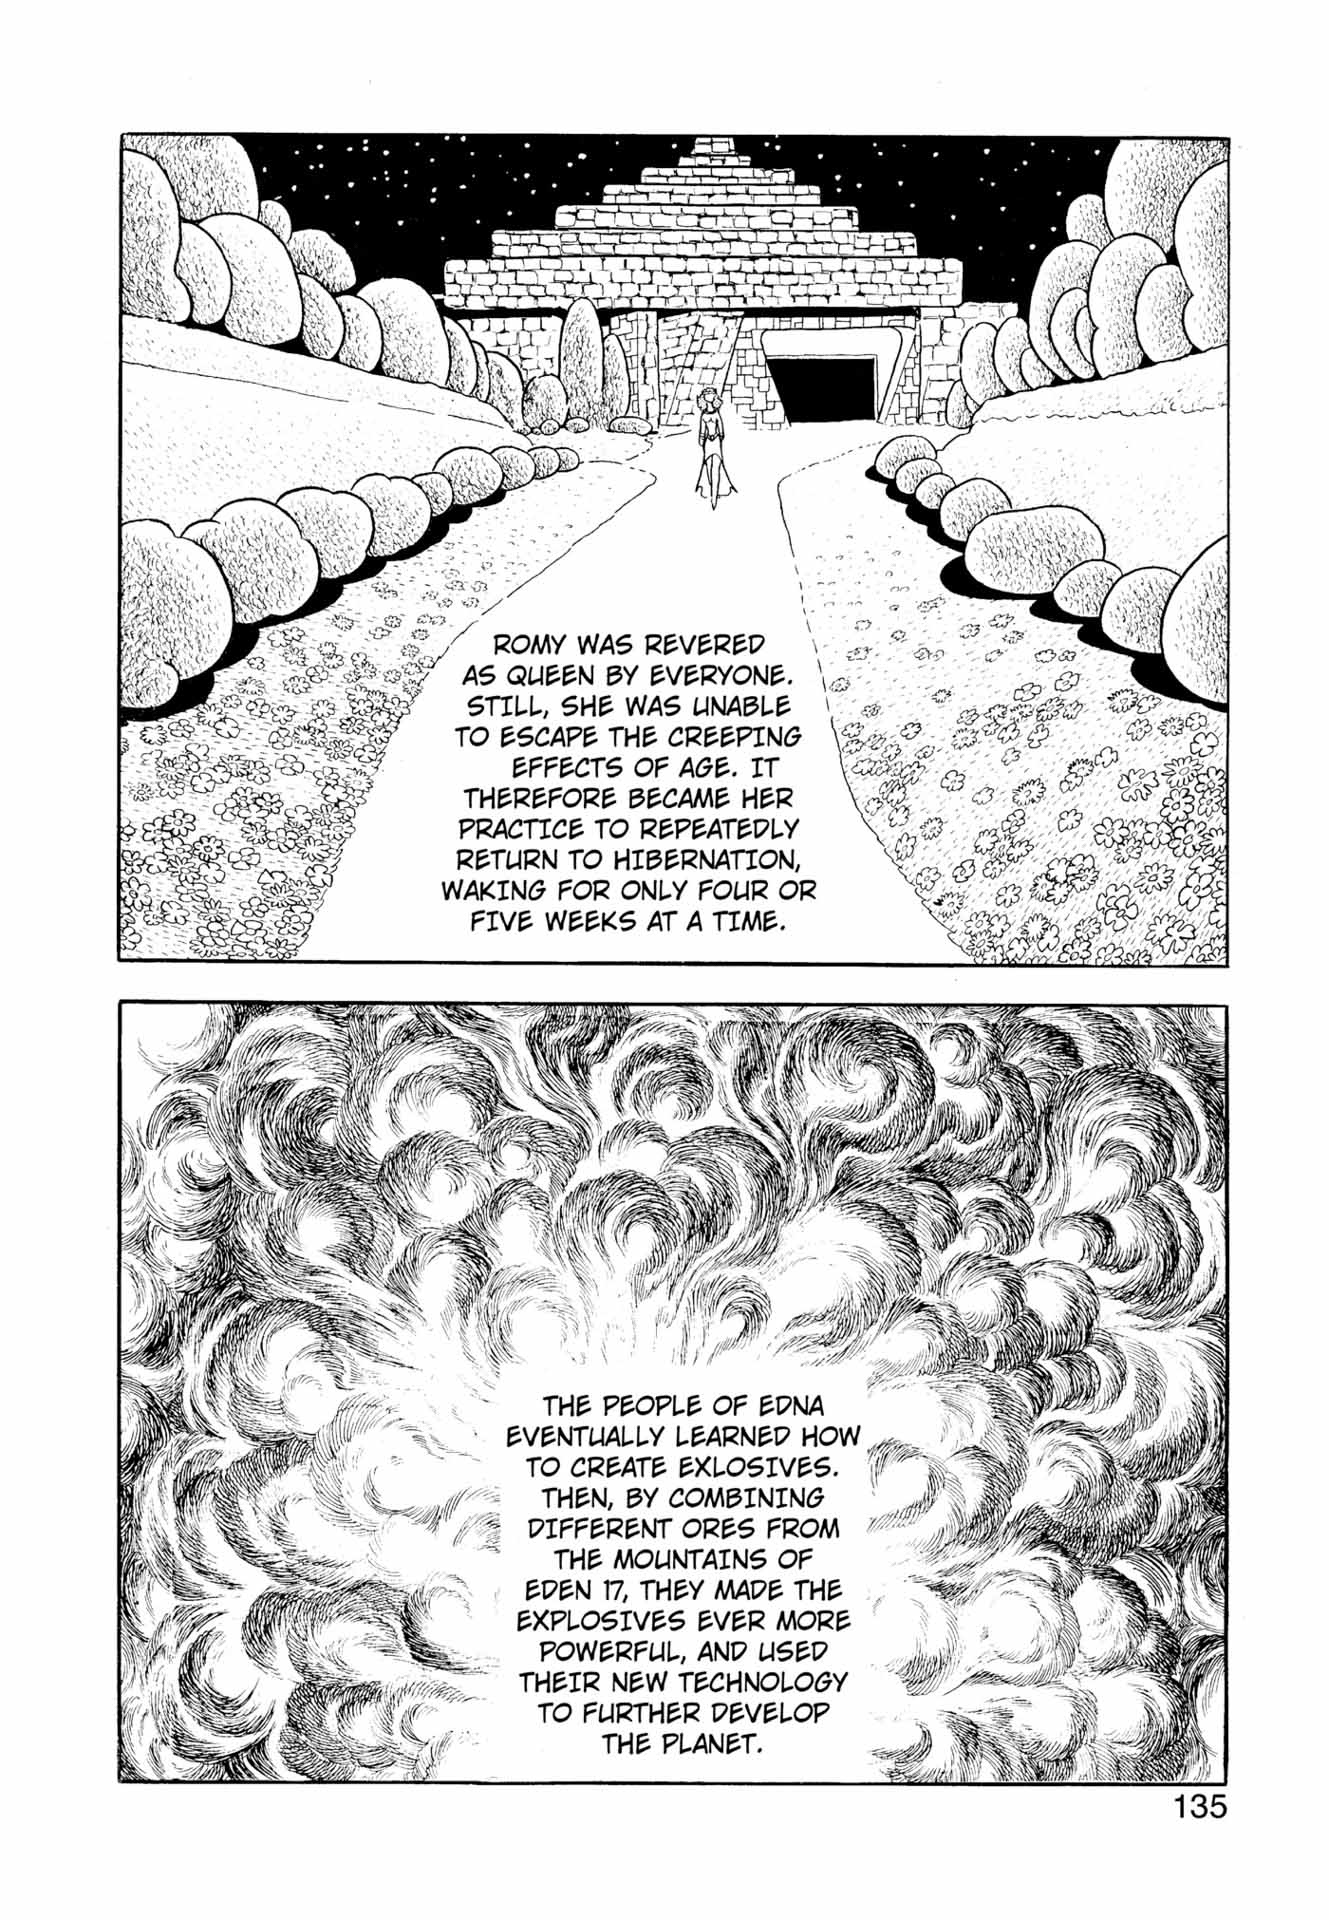 ROMY WAS REVERED
AS QUEEN BY EVERYONE.
STILL, SHE WAS UNABLE
TO ESCAPE THE CREEPING
EFFECTS OF AGE. IT
THEREFORE BECAME HER
PRACTICE TO REPEATEDLY
RETURN TO HIBERNATION,
WAKING FOR ONLY FOUR OR
FIVE WEEKS AT A TIME.
THE PEOPLE OF EDNA
EVENTUALLY LEARNED HOW
TO CREATE EXLOSIVES.
THEN, BY COMBINING
DIFFERENT ORES FROM
THE MOUNTAINS OF
EDEN 17, THEY MADE THE
EXPLOSIVES EVER MORE
POWERFUL, AND USED
THEIR NEW TECHNOLOGY
TO FURTHER DEVELOP
THE PLANET.
135